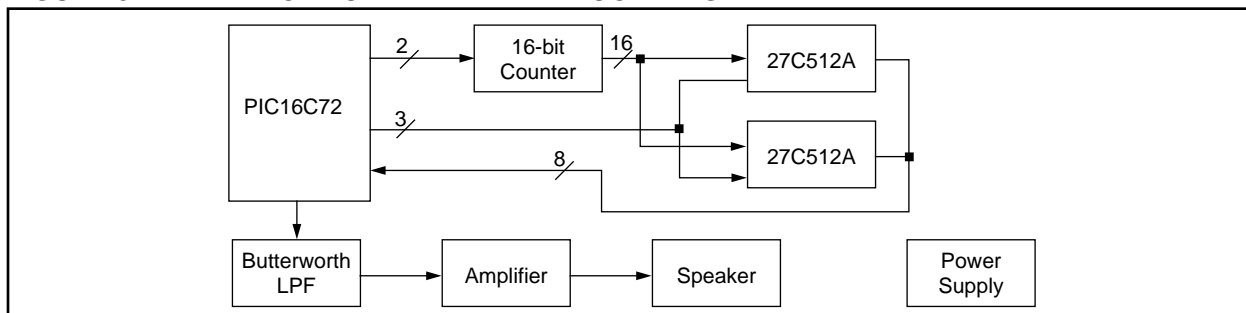 2
16-bit
Counter
16
27C512A
PIC16C72
3
27C512A
8
Butterworth
LPF
Amplifier
Speaker
Power
Supply